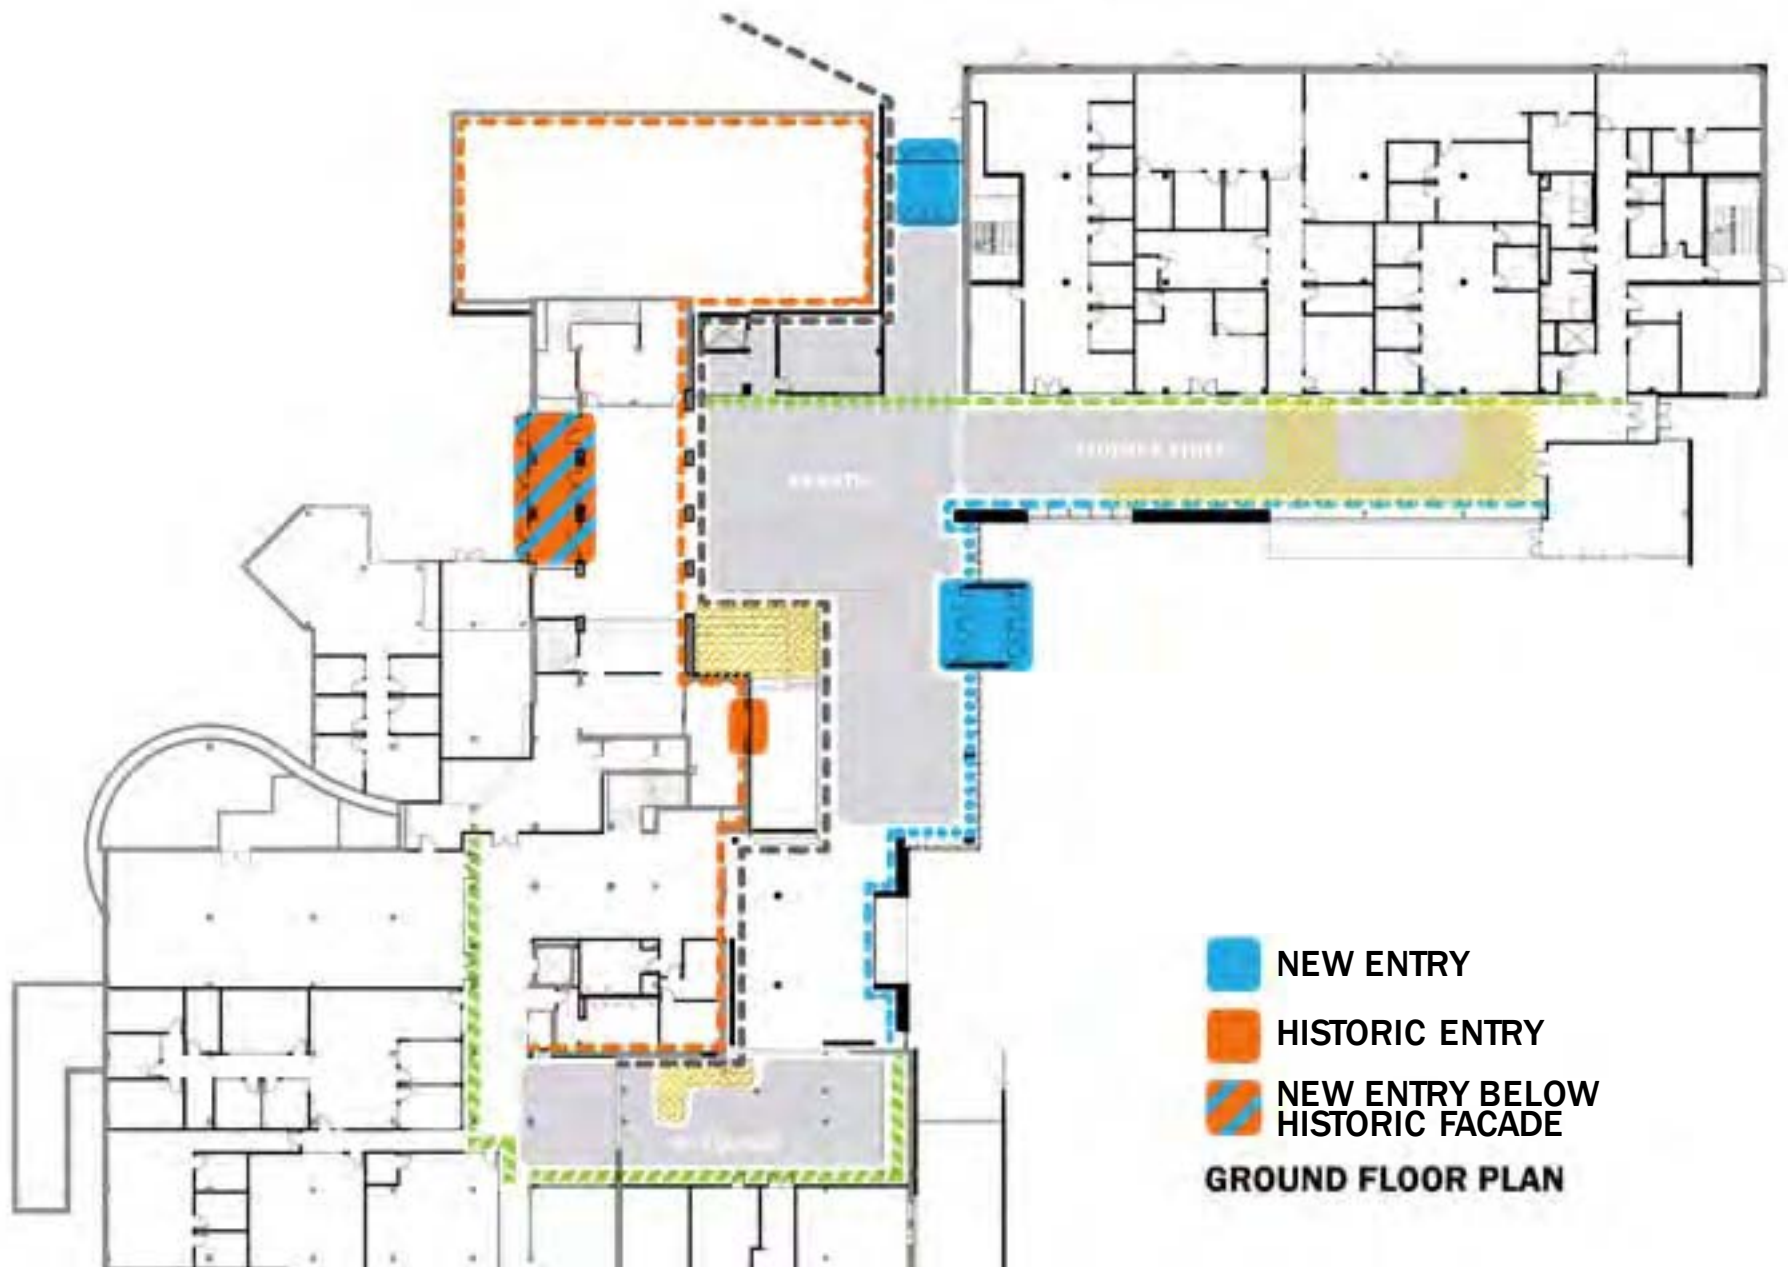 NEW ENTRY
HISTORIC ENTRY
NEW ENTRY BELOW
HISTORIC FACADE
GROUND FLOOR PLAN